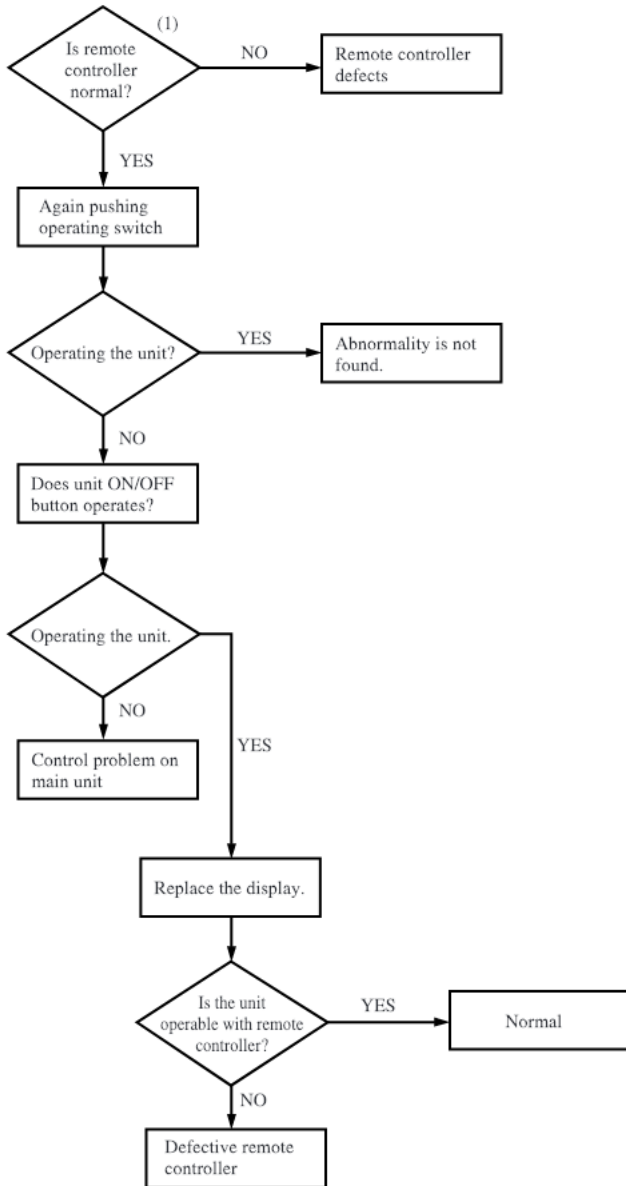 (1)
Is remote
controller
normal?
NO
Remote controller
defects
YES
Again pushing
operating switch
Operating the unit?
YES
Abnormality is not
found.
NO
Does unit ON/OFF
button operates?
Operating the unit.
NO
YES
Control problem on
main unit
Replace the display.
Is the unit
operable with remote
controller?
YES
Normal
NO
Defective remote
controller